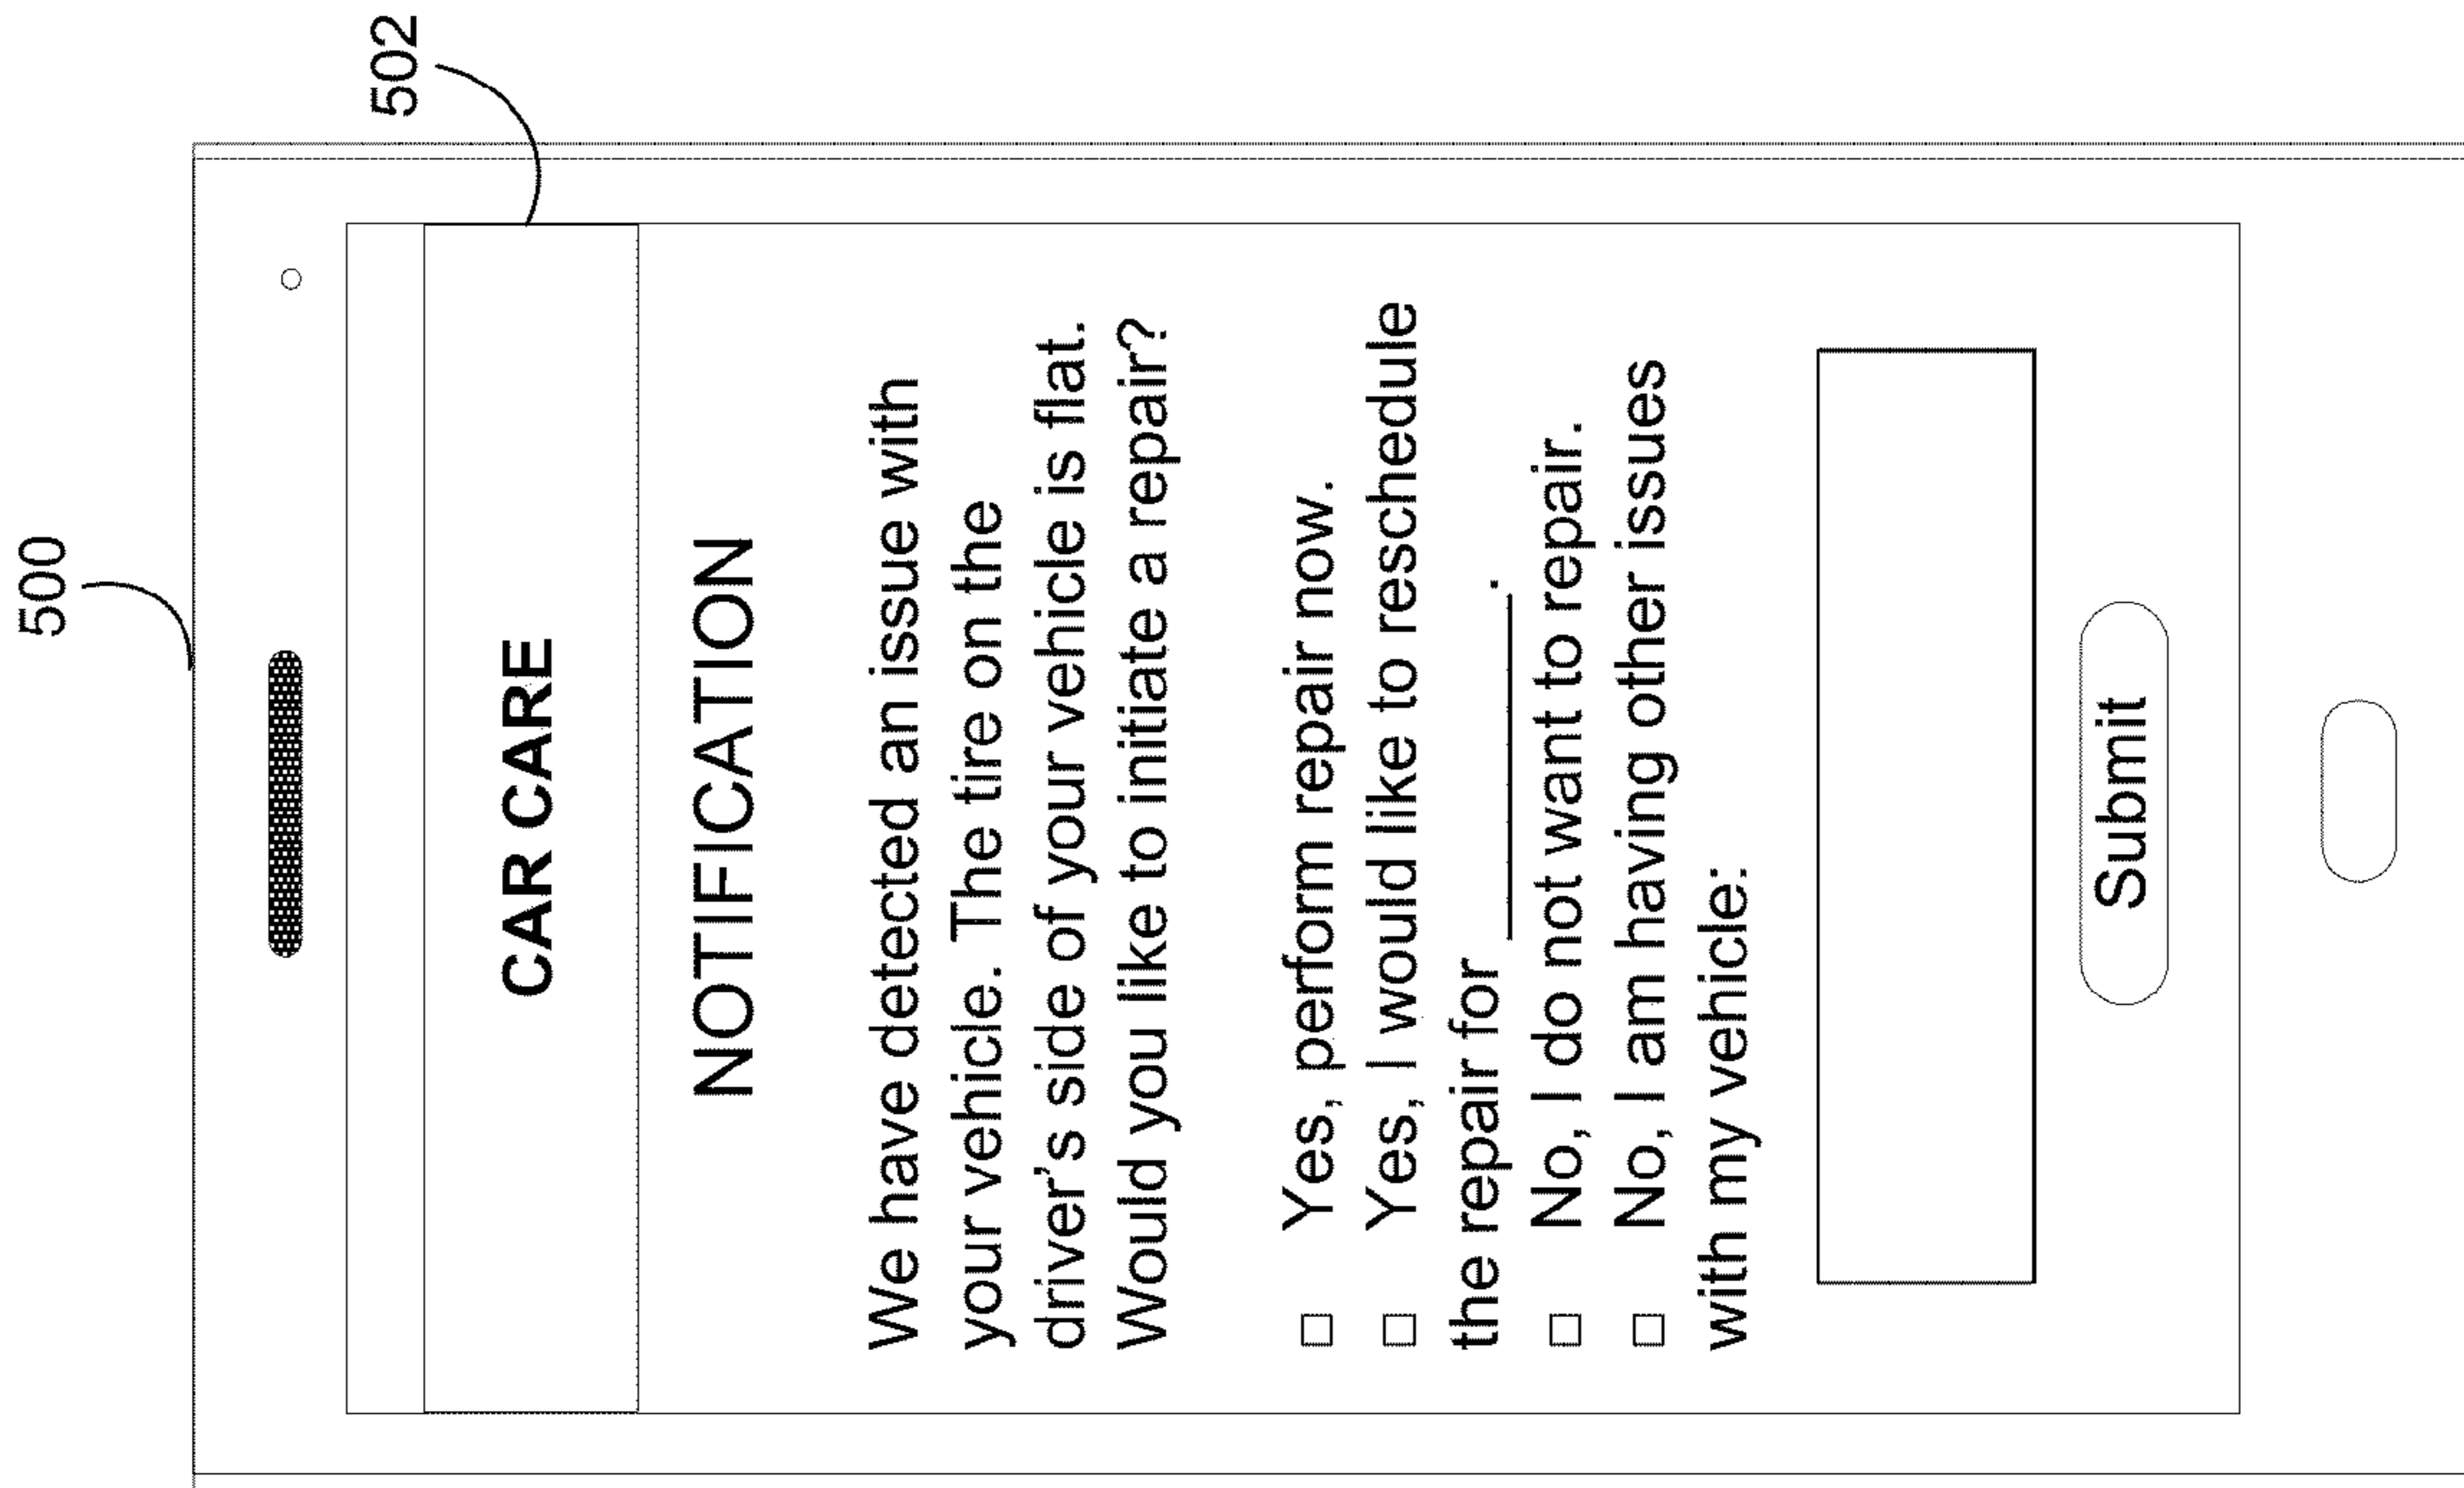 500
502
CAR CARE
NOTIFICATION
We have detected an issue with
your vehicle. The tire on the
driver's side of your vehicle is flat.
Would you like to initiate a repair?
☐ Yes, perform repair now.
☐ Yes, I would like to reschedule
the repair for __________.
☐ No, I do not want to repair.
☐ No, I am having other issues
with my vehicle:
Submit